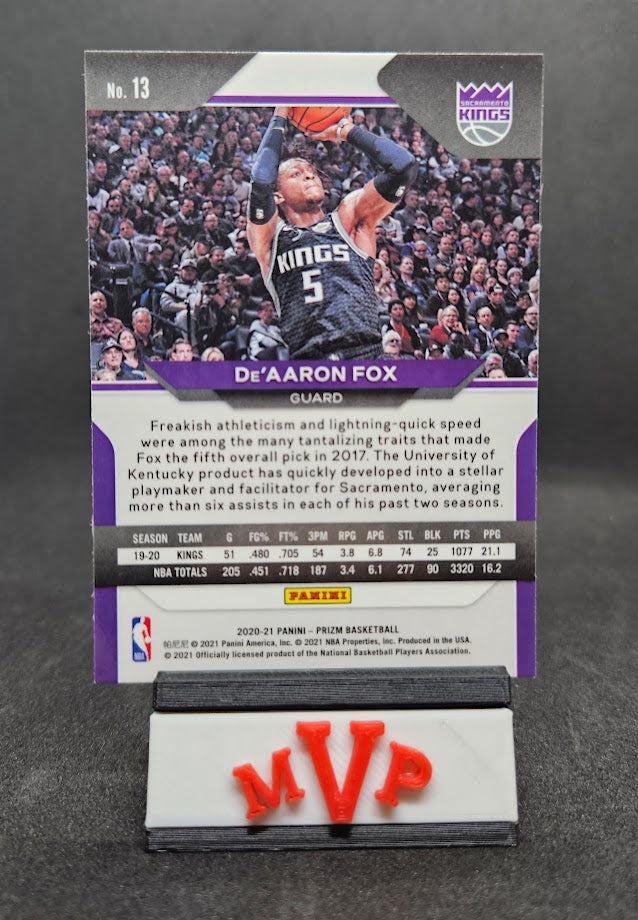 No. 13
SACRAMENTO
KINGS
KINGS
5
DE'AARON FOX
GUARD
Freakish athleticism and lightning-quick speed
were among the many tantalizing traits that made
Fox the fifth overall pick in 2017. The University of
Kentucky product has quickly developed into a stellar
playmaker and facilitator for Sacramento, averaging
more than six assists in each of his past two seasons.
SEASON TEAM G FG% FT% 3PM RPG APG STL BLK PTS PPG
19-20 KINGS 51 .480 .705 54 3.8 6.8 74 25 1077 21.1
NBA TOTALS 205 .451 .718 187 3.4 6.1 277 90 3320 16.2
PANINI
2020-21 PANINI – PRIZM BASKETBALL
帕尼尼 © 2021 Panini America, Inc. © 2021 NBA Properties, Inc. Produced in the USA.
© 2021 Officially licensed product of the National Basketball Players Association.
NBA
MVP